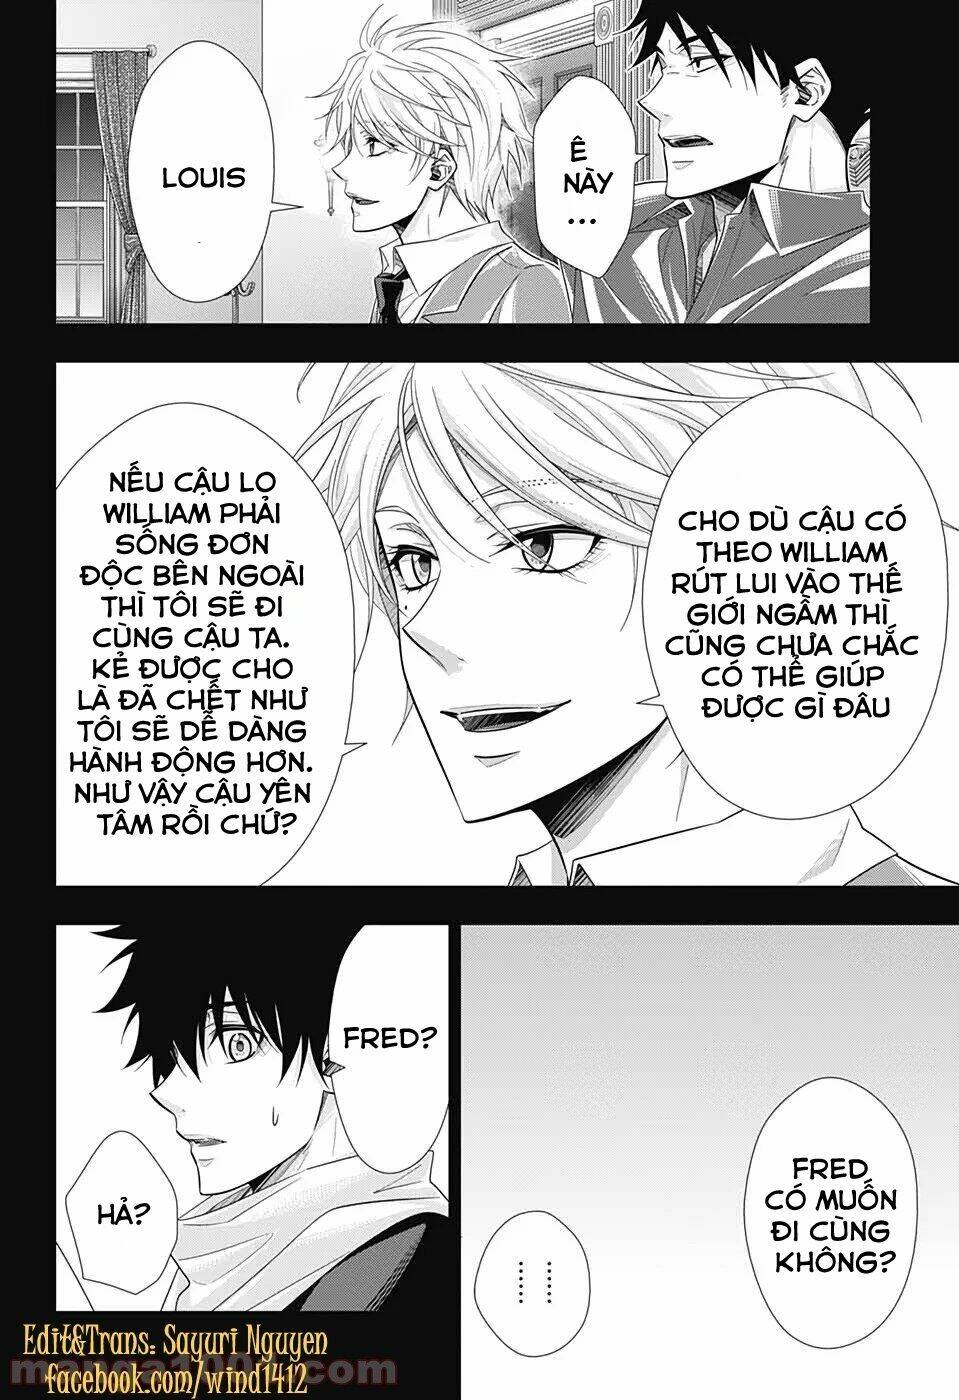 Ê
NÀY
...
LOUIS
CHO DÙ CẬU CÓ
THEO WILLIAM
RÚT LUI VÀO THẾ
GIỚI NGẦM THÌ
CŨNG CHƯA CHẮC
CÓ THỂ GIÚP
ĐƯỢC GÌ ĐÂU
NẾU CẬU LO
WILLIAM PHẢI
SỐNG ĐƠN
ĐỘC BÊN NGOÀI
THÌ TÔI SẼ ĐI
CÙNG CẬU TA.
KẺ ĐƯỢC CHO
LÀ ĐÃ CHẾT NHƯ
TÔI SẼ DỄ DÀNG
HÀNH ĐỘNG HƠN.
NHƯ VẬY CẬU YÊN
TÂM RỒI CHỨ?
FRED
CÓ MUỐN
ĐI CÙNG
KHÔNG?
......
FRED?
HẢ?
Edit&Trans: Sayuri Nguyen
facebook.com/wind1412